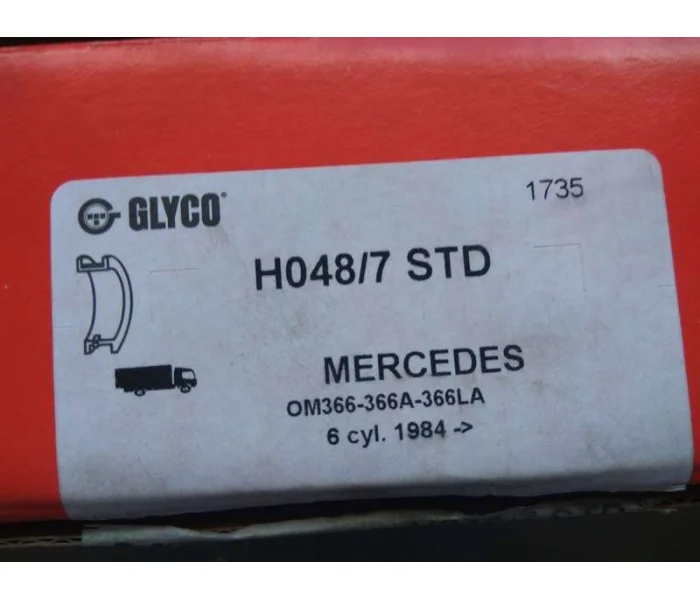 GLYCO®
1735
H048/7 STD
MERCEDES
OM366-366A-366LA
6 cyl. 1984 ->